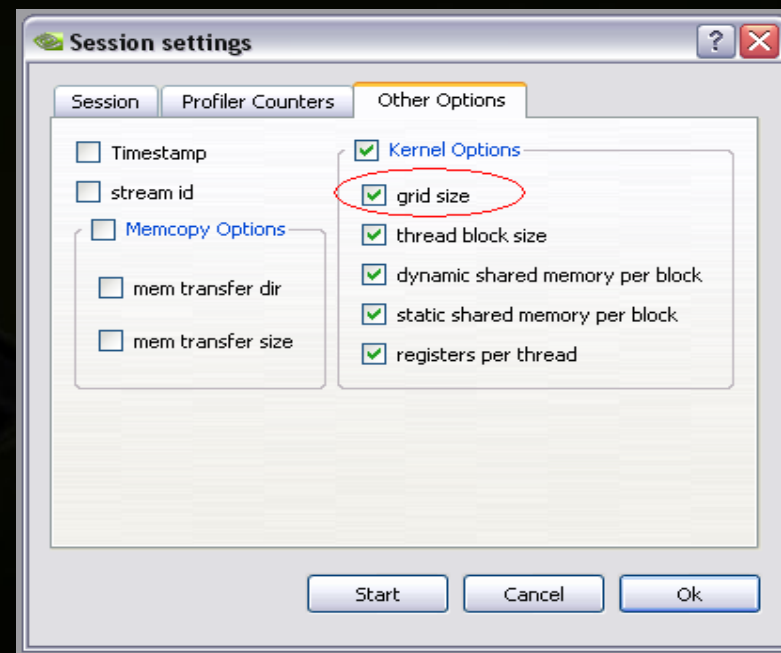 Session settings
Session Profiler Counters Other Options
Timestamp
stream id
Memcopy Options
mem transfer dir
mem transfer size
Kernel Options
grid size
thread block size
dynamic shared memory per block
static shared memory per block
registers per thread
Start Cancel Ok